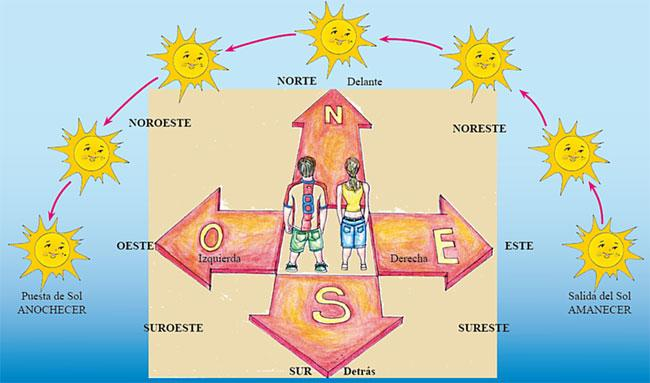 NORTE Delante
N
NOROESTE
NORESTE
OESTE
O
Izquierda
Derecha
E
ESTE
Puesta de Sol
ANOCHECER
Salida del Sol
AMANECER
S
SUROESTE
SURESTE
SUR Detrás